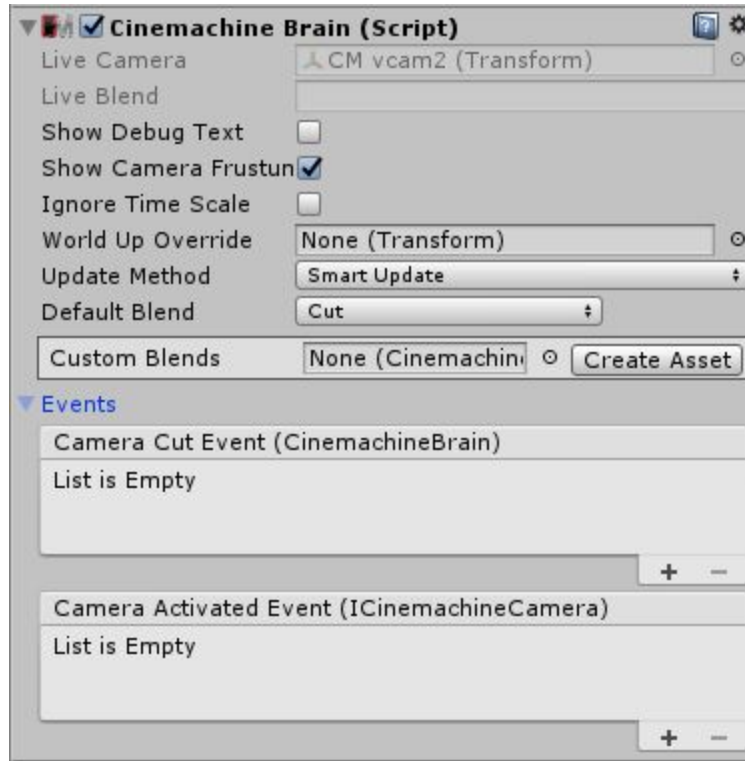 Cinemachine Brain (Script)
Live Camera CM vcam2 (Transform)
Live Blend
Show Debug Text
Show Camera Frustun
Ignore Time Scale
World Up Override None (Transform)
Update Method Smart Update
Default Blend Cut
Custom Blends None (Cinemachin Create Asset
Events
Camera Cut Event (CinemachineBrain)
List is Empty
+ −
Camera Activated Event (ICinemachineCamera)
List is Empty
+ −